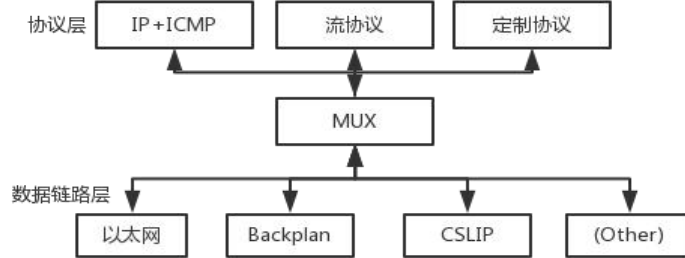 协议层
IP+ICMP
流协议
定制协议
MUX
数据链路层
以太网
Backplan
CSLIP
(Other)